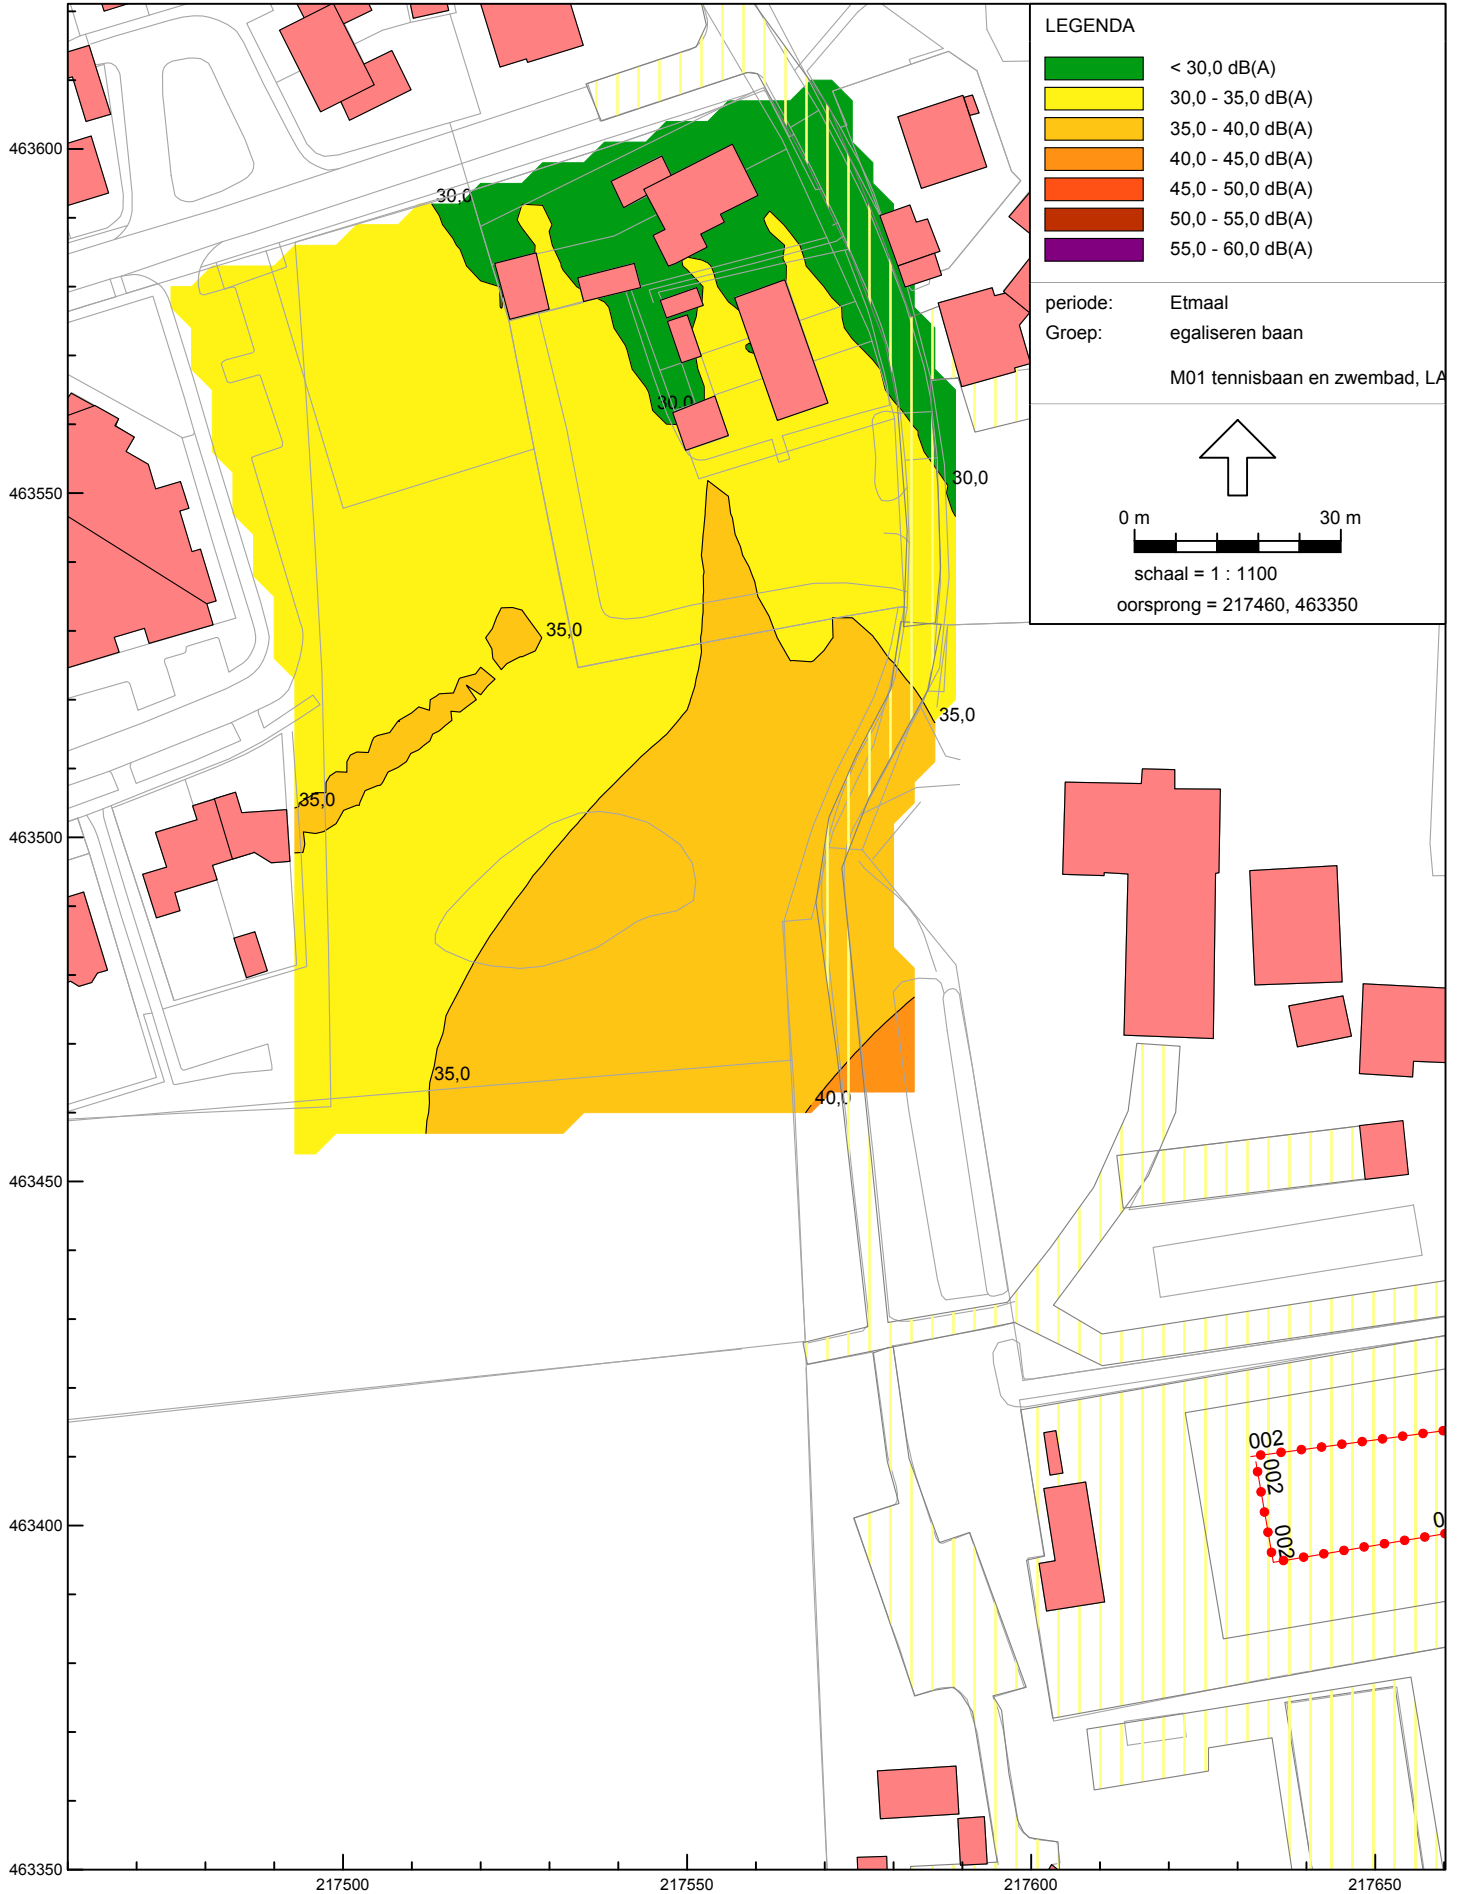 LEGENDA
< 30,0 dB(A)
30,0 - 35,0 dB(A)
35,0 - 40,0 dB(A)
40,0 - 45,0 dB(A)
45,0 - 50,0 dB(A)
50,0 - 55,0 dB(A)
55,0 - 60,0 dB(A)
periode: Etmaal
Groep: egaliseren baan
M01 tennisbaan en zwembad, LA
0 m 30 m
schaal = 1 : 1100
oorsprong = 217460, 463350
463600
30,0
30,0
30,0
463550
35,0
35,0
35,0
463500
35,0
40,0
463450
002
002
002
0
463400
463350
217500 217550 217600 217650